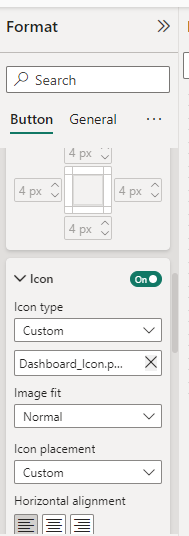 Format
Search
Button General
4 px
4 px 4 px
4 px
Icon On
Icon type
Custom
Dashboard_Icon.p...
Image fit
Normal
Icon placement
Custom
Horizontal alignment